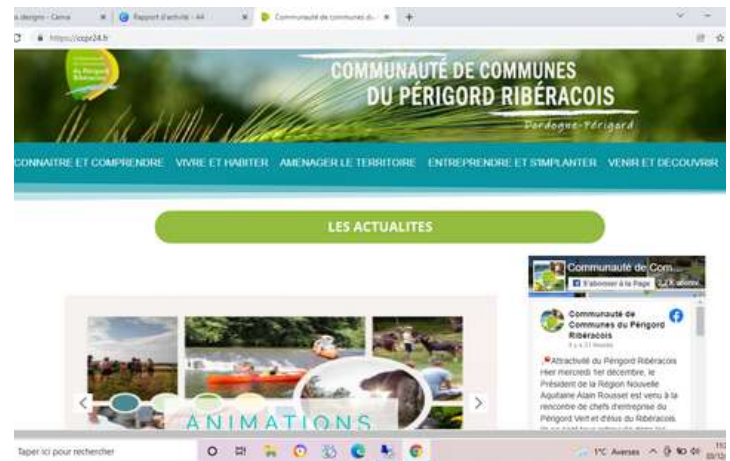 s designs - Canva
Rapport d'activité - A4
Communauté de communes du
https://ccpr24.fr
COMMUNAUTÉ DE COMMUNES
DU PÉRIGORD RIBÉRACOIS
Dordogne-Périgord
CONNAITRE ET COMPRENDRE VIVRE ET HABITER AMENAGER LE TERRITOIRE ENTREPRENDRE ET S'IMPLANTER VENIR ET DECOUVRIR
LES ACTUALITES
Communauté de Com...
S'abonner à la Page
Communauté de
Communes du Périgord
Ribéracois
Attractivité du Périgord Ribéracois
Hier mercredi 1er décembre, le
Président de la Région Nouvelle
Aquitaine Alain Rousset est venu à la
rencontre de chefs d'entreprise du
Périgord Vert et d'élus du Ribéracois.
ANIMATIONS
Taper ici pour rechercher
1°C Averses